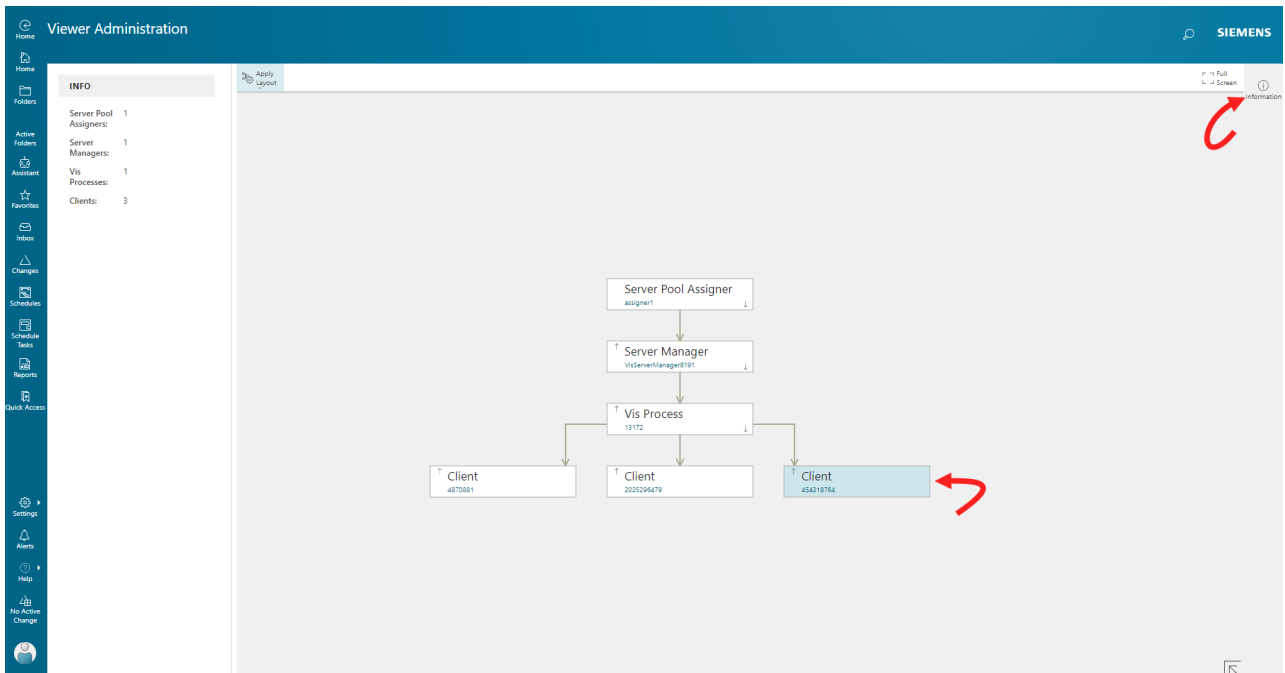 Home
Viewer Administration
SIEMENS
Home
Folders
Active
Folders
Assistant
Favorites
Inbox
Changes
Schedules
Schedule
Tasks
Reports
Quick Access
Settings
Alerts
Help
No Active
Change
INFO
Server Pool
Assigners: 1
Server
Managers: 1
Vis
Processes: 1
Clients: 3
Apply
Layout
Full
Screen
Information
Server Pool Assigner
assigner1
Server Manager
VisServerManager8191
Vis Process
13172
Client
4870881
Client
2025296479
Client
454318764